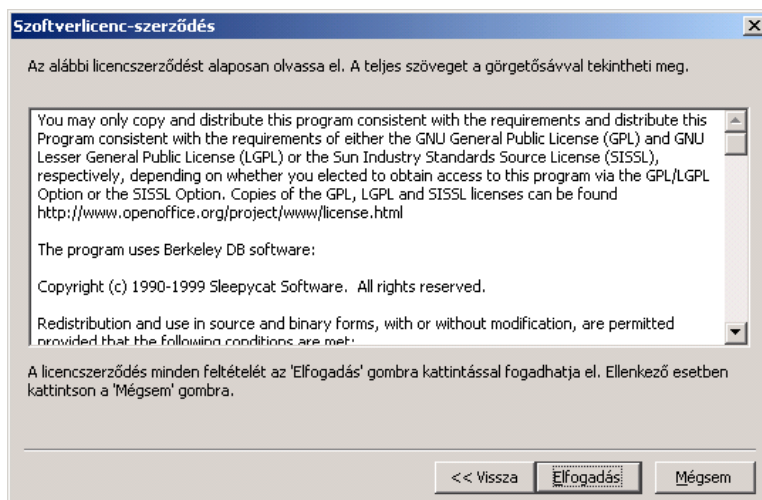 Szoftverlicenc-szerződés
Az alábbi licencszerződést alaposan olvassa el. A teljes szöveget a görgetősávval tekintheti meg.
You may only copy and distribute this program consistent with the requirements and distribute this
Program consistent with the requirements of either the GNU General Public License (GPL) and GNU
Lesser General Public License (LGPL) or the Sun Industry Standards Source License (SISSL),
respectively, depending on whether you elected to obtain access to this program via the GPL/LGPL
Option or the SISSL Option. Copies of the GPL, LGPL and SISSL licenses can be found
http://www.openoffice.org/project/www/license.html
The program uses Berkeley DB software:
Copyright (c) 1990-1999 Sleepycat Software.  All rights reserved.
Redistribution and use in source and binary forms, with or without modification, are permitted
provided that the following conditions are met:
A licencszerződés minden feltételét az 'Elfogadás' gombra kattintással fogadhatja el. Ellenkező esetben
kattintson a 'Mégsem' gombra.
<< Vissza Elfogadás Mégsem